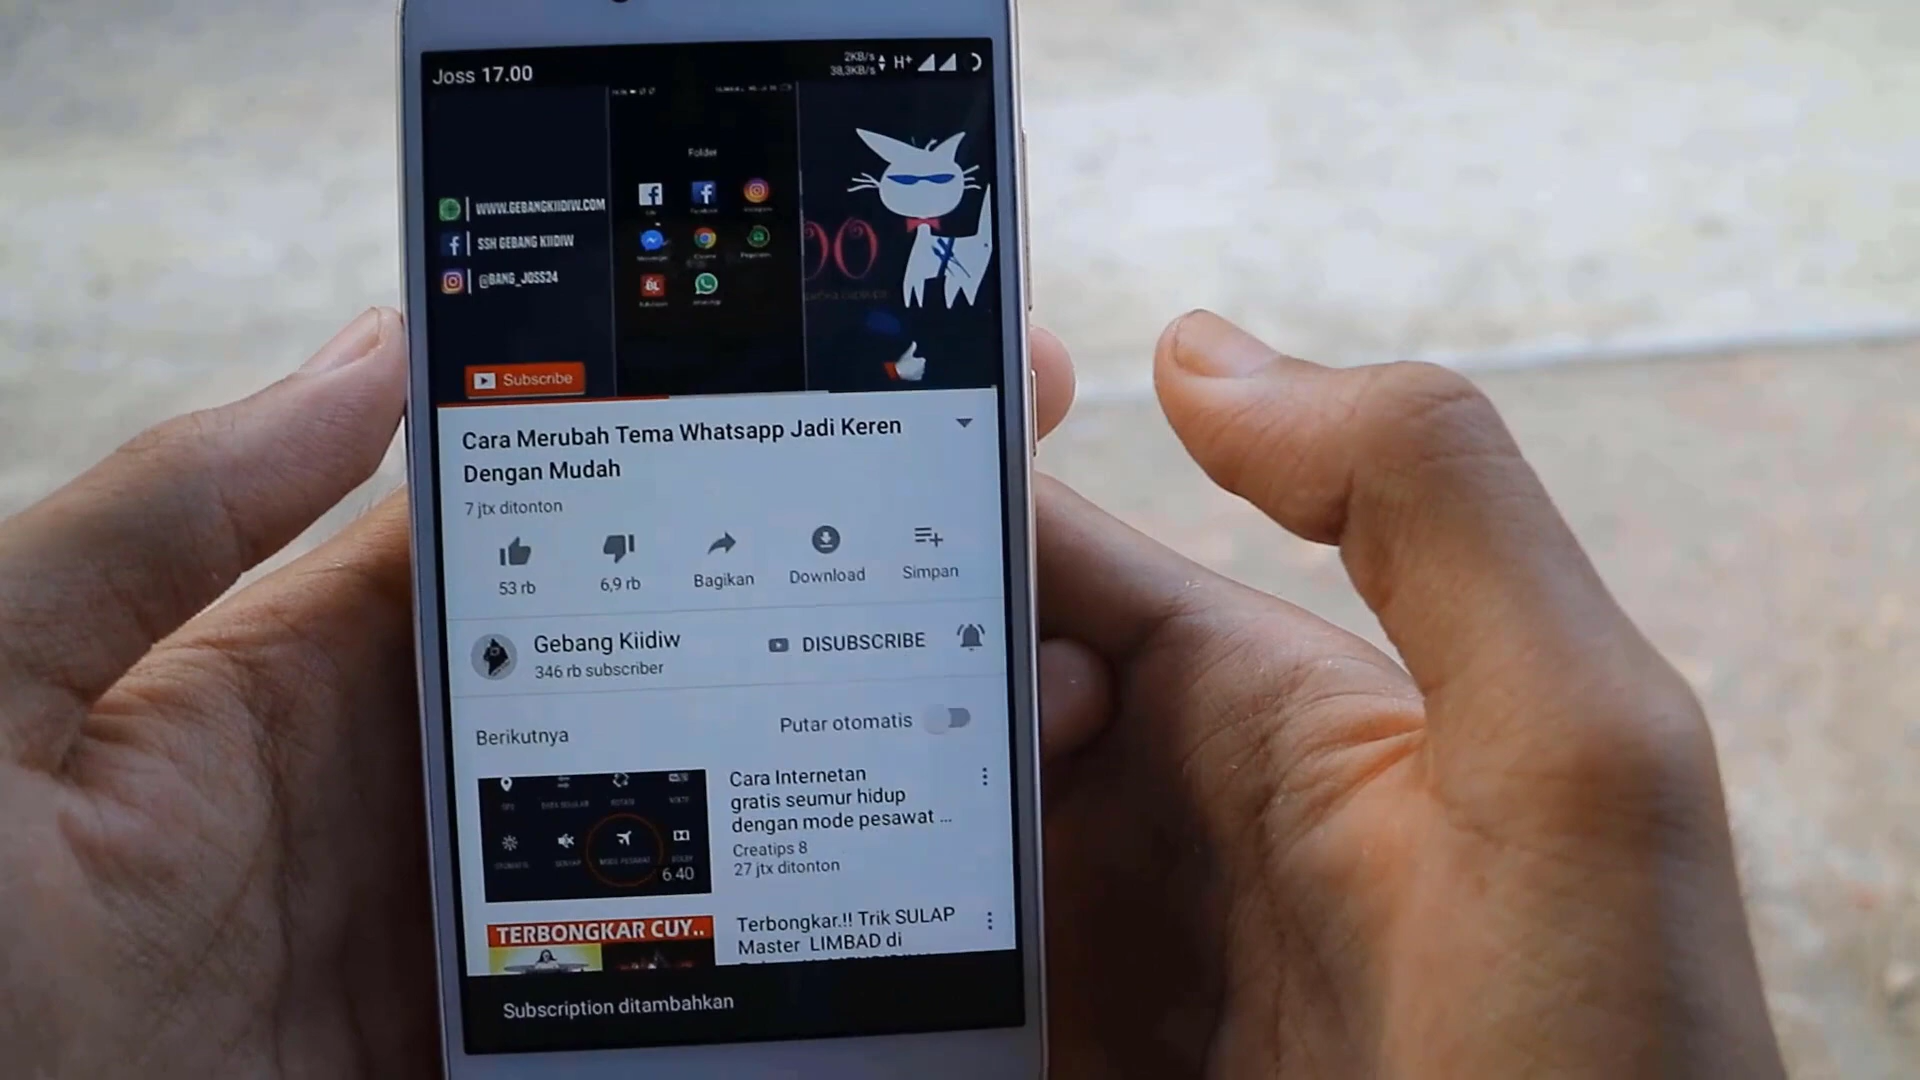 Joss 17.00
2KB/s
38,3KB/s
H+
Folder
WWW.GEBANGKIIDIW.COM
SSH GEBANG KIIDIW
@BANG_JOSS24
Subscribe
Cara Merubah Tema Whatsapp Jadi Keren
Dengan Mudah
7 jtx ditonton
53 rb
6,9 rb
Bagikan
Download
Simpan
Gebang Kiidiw
346 rb subscriber
DISUBSCRIBE
Berikutnya
Putar otomatis
6.40
Cara Internetan
gratis seumur hidup
dengan mode pesawat ...
Creatips 8
27 jtx ditonton
TERBONGKAR CUY..
Terbongkar.!! Trik SULAP
Master LIMBAD di
Subscription ditambahkan